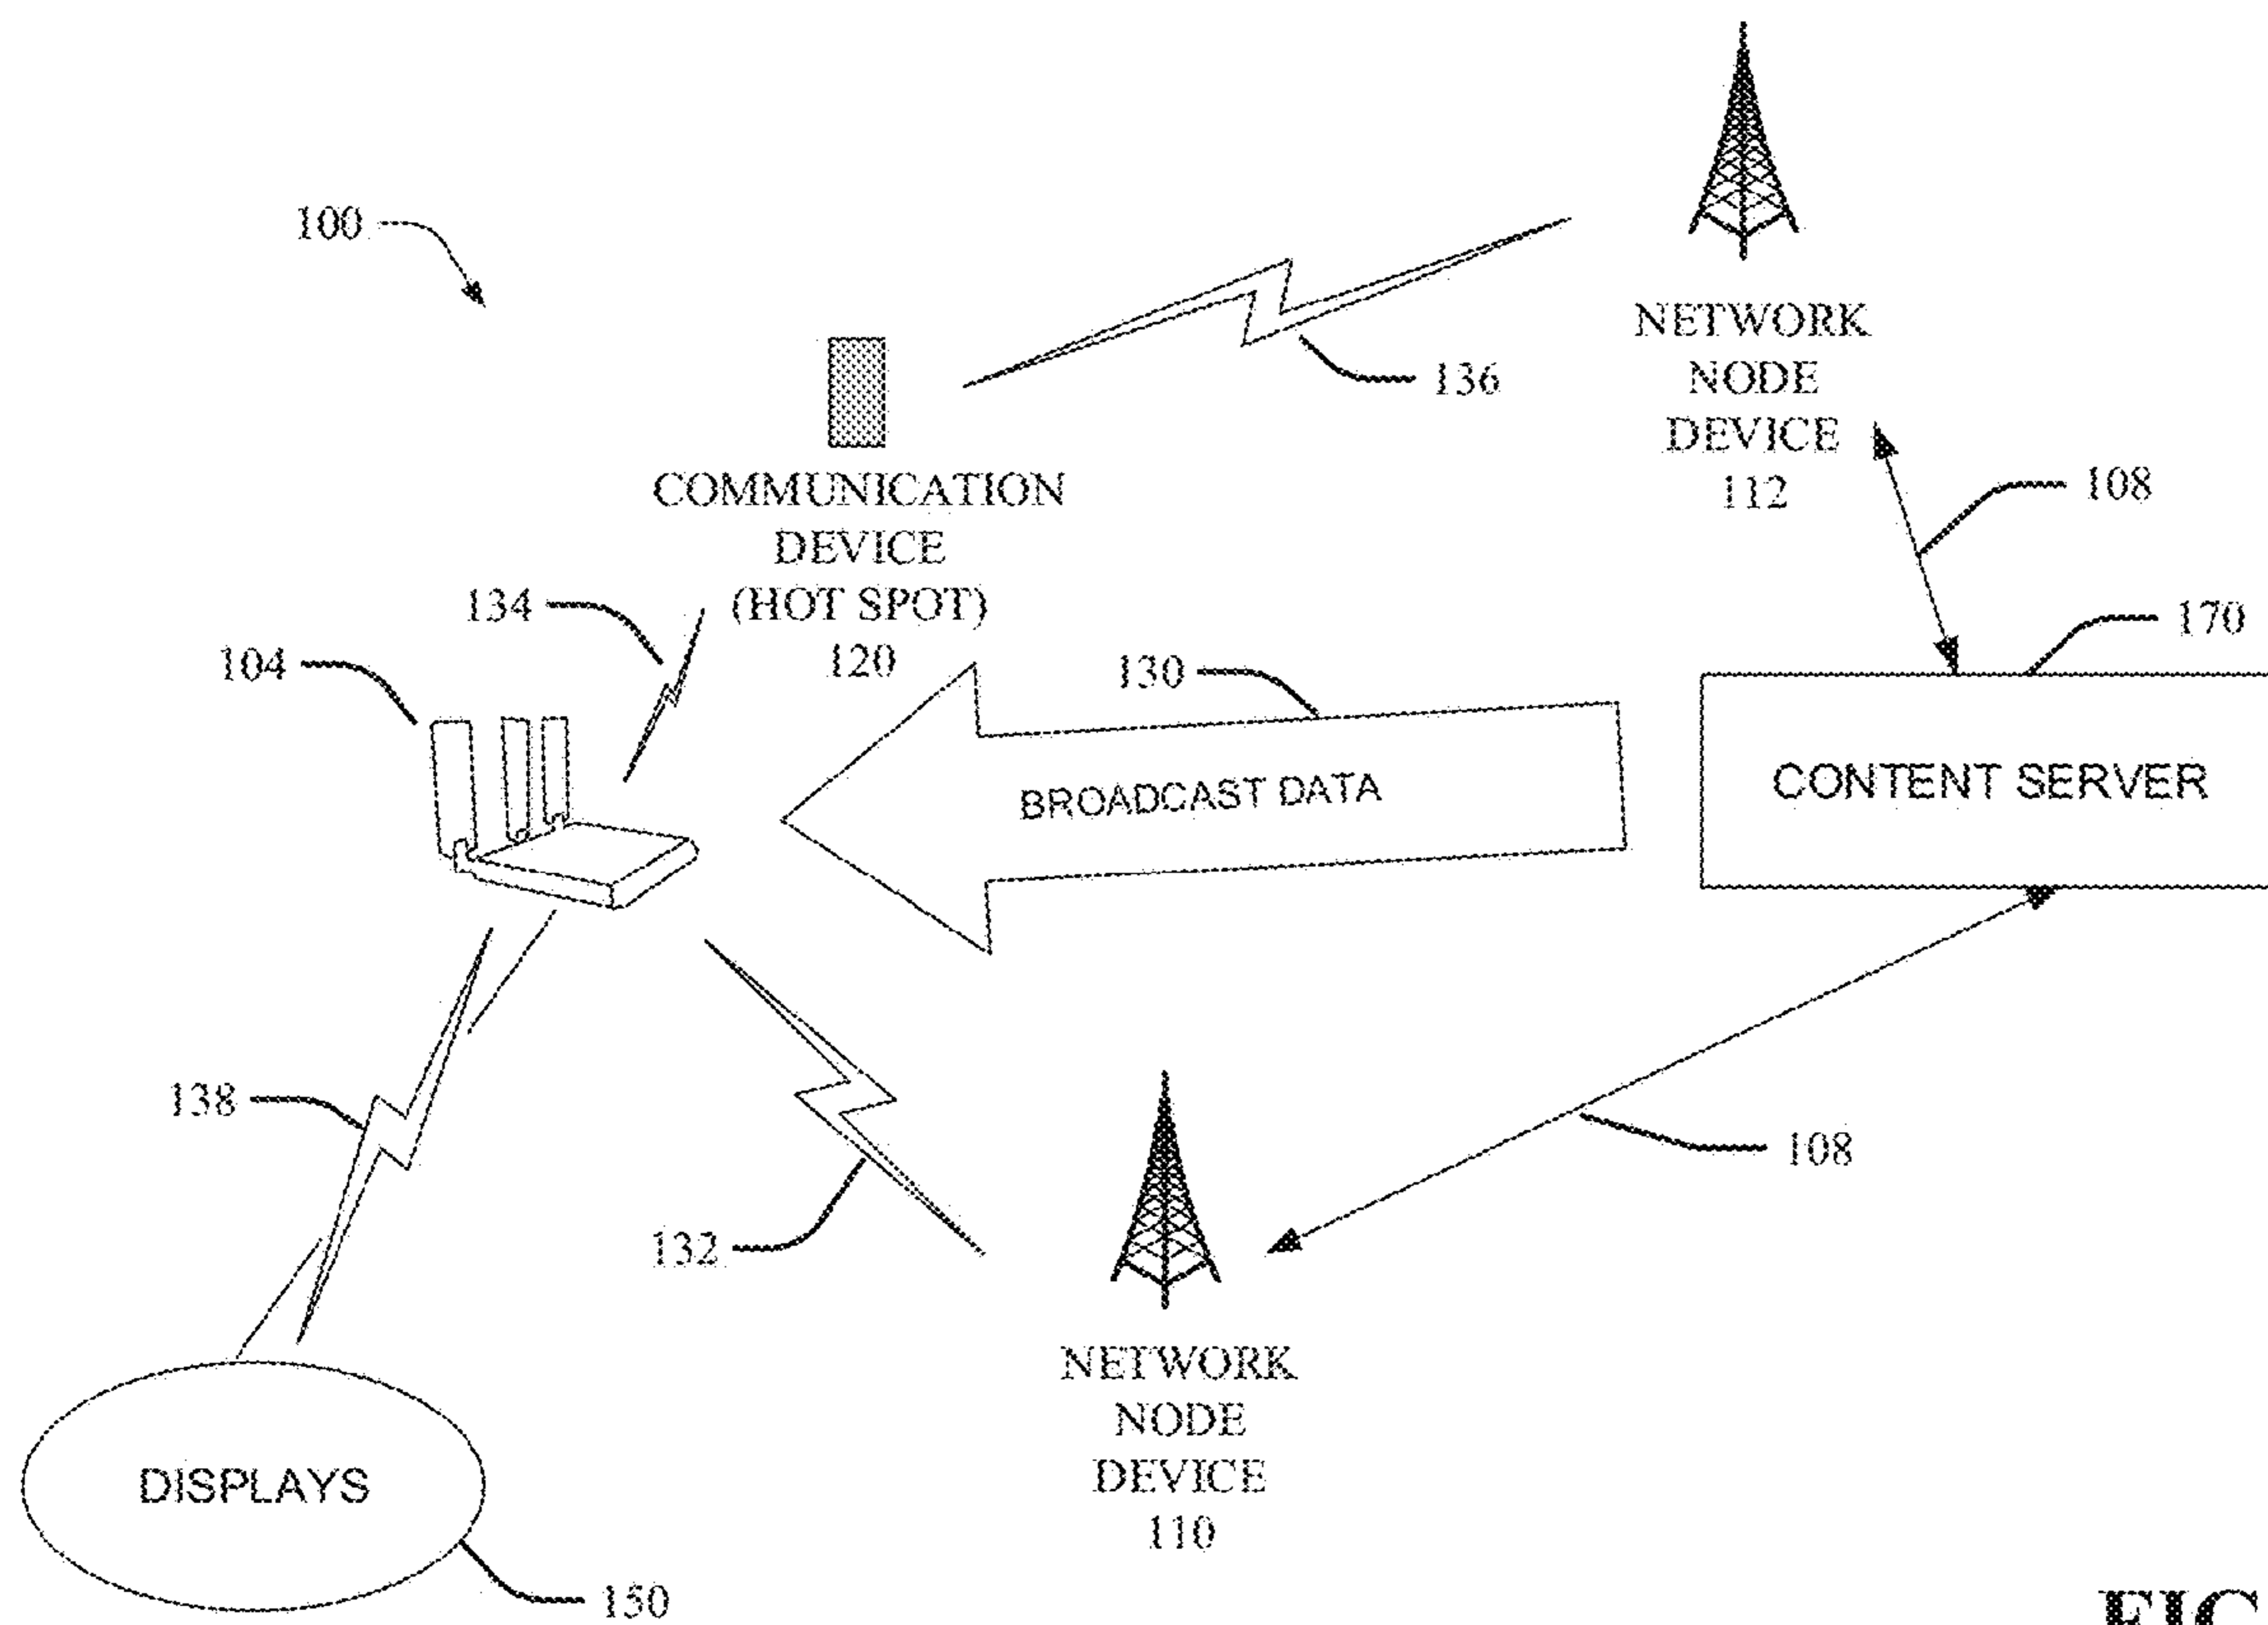 100
136
NETWORK
NODE
DEVICE
112
COMMUNICATION
DEVICE
(HOT SPOT)
120
108
134
104
130
170
BROADCAST DATA
CONTENT SERVER
138
132
108
NETWORK
NODE
DEVICE
110
DISPLAYS
150
FIG